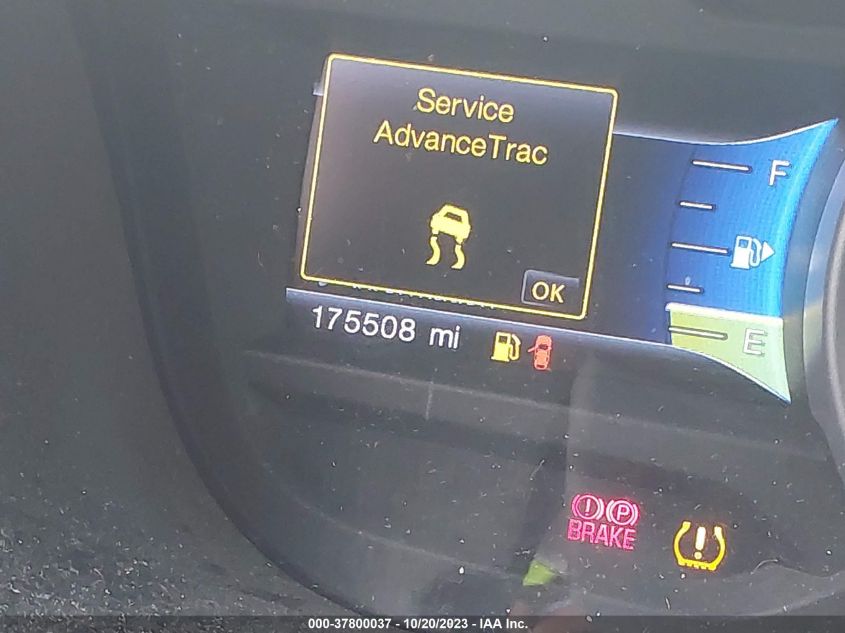 Service
AdvanceTrac
OK
F
E
175508 mi
(!) (P)
BRAKE
!
000-37800037 - 10/20/2023 - IAA Inc.